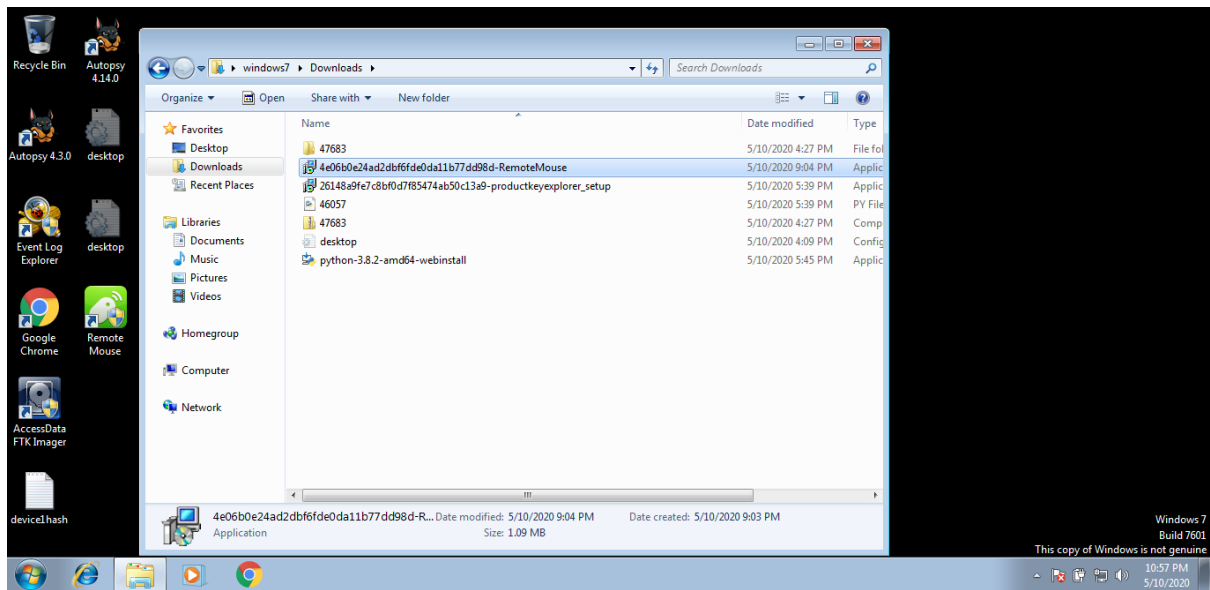 Recycle Bin
Autopsy
4.14.0
Autopsy 4.3.0
desktop
Event Log
Explorer
desktop
Google
Chrome
Remote
Mouse
AccessData
FTK Imager
device1hash
windows7
Downloads
Search Downloads
Organize
Open
Share with
New folder
Favorites
Desktop
Downloads
Recent Places
Libraries
Documents
Music
Pictures
Videos
Homegroup
Computer
Network
Name Date modified Type
47683 5/10/2020 4:27 PM File fol
4e06b0e24ad2dbf6fde0da11b77dd98d-RemoteMouse 5/10/2020 9:04 PM Applic
26148a9fe7c8bf0d7f85474ab50c13a9-productkeyexplorer_setup 5/10/2020 5:39 PM Applic
46057 5/10/2020 5:39 PM PY File
47683 5/10/2020 4:27 PM Comp
desktop 5/10/2020 4:09 PM Config
python-3.8.2-amd64-webinstall 5/10/2020 5:45 PM Applic
4e06b0e24ad2dbf6fde0da11b77dd98d-R... Date modified: 5/10/2020 9:04 PM Date created: 5/10/2020 9:03 PM
Application Size: 1.09 MB
Windows 7
Build 7601
This copy of Windows is not genuine
10:57 PM
5/10/2020